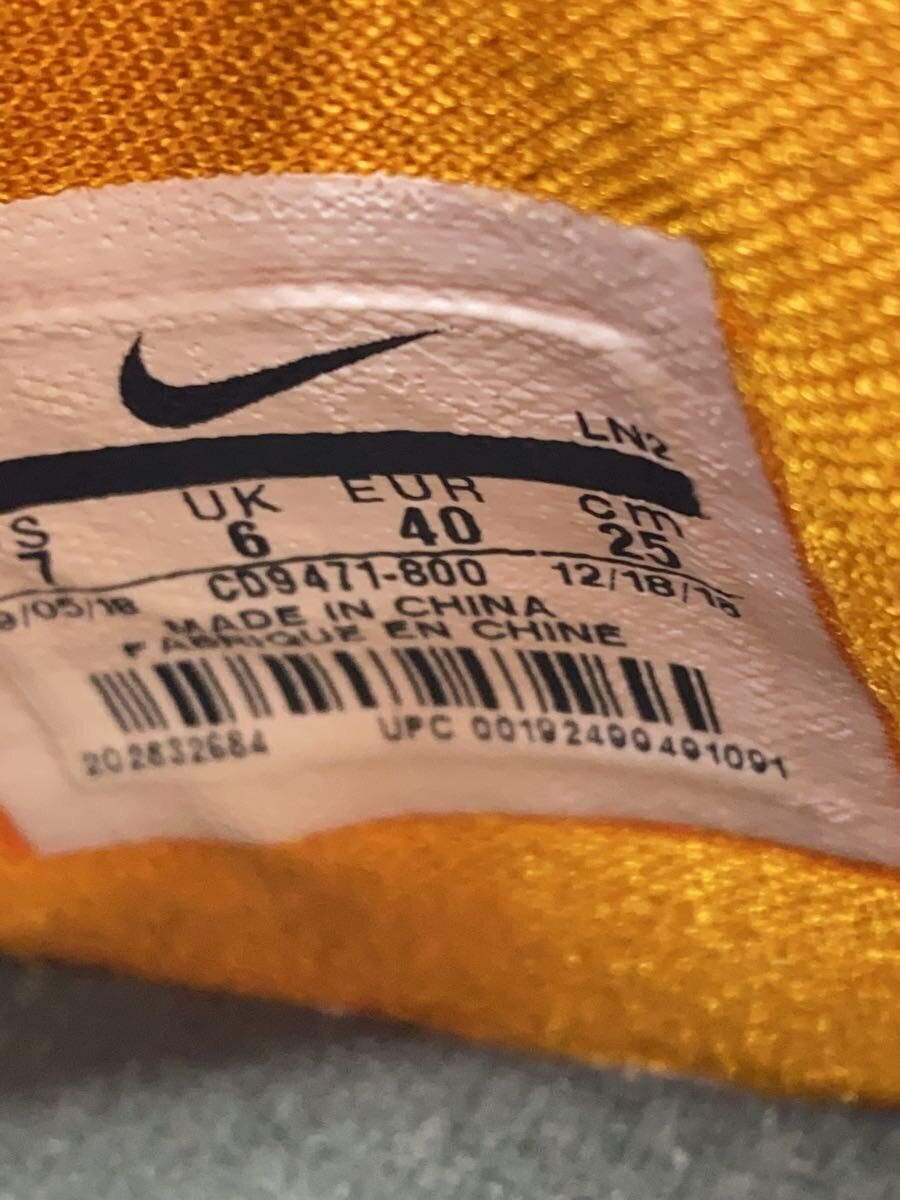 LN2
S UK EUR cm
7 6 40 25
9/05/18 CD9471-800 12/18/18
MADE IN CHINA
FABRIQUE EN CHINE
202832684 UPC 00192499491091